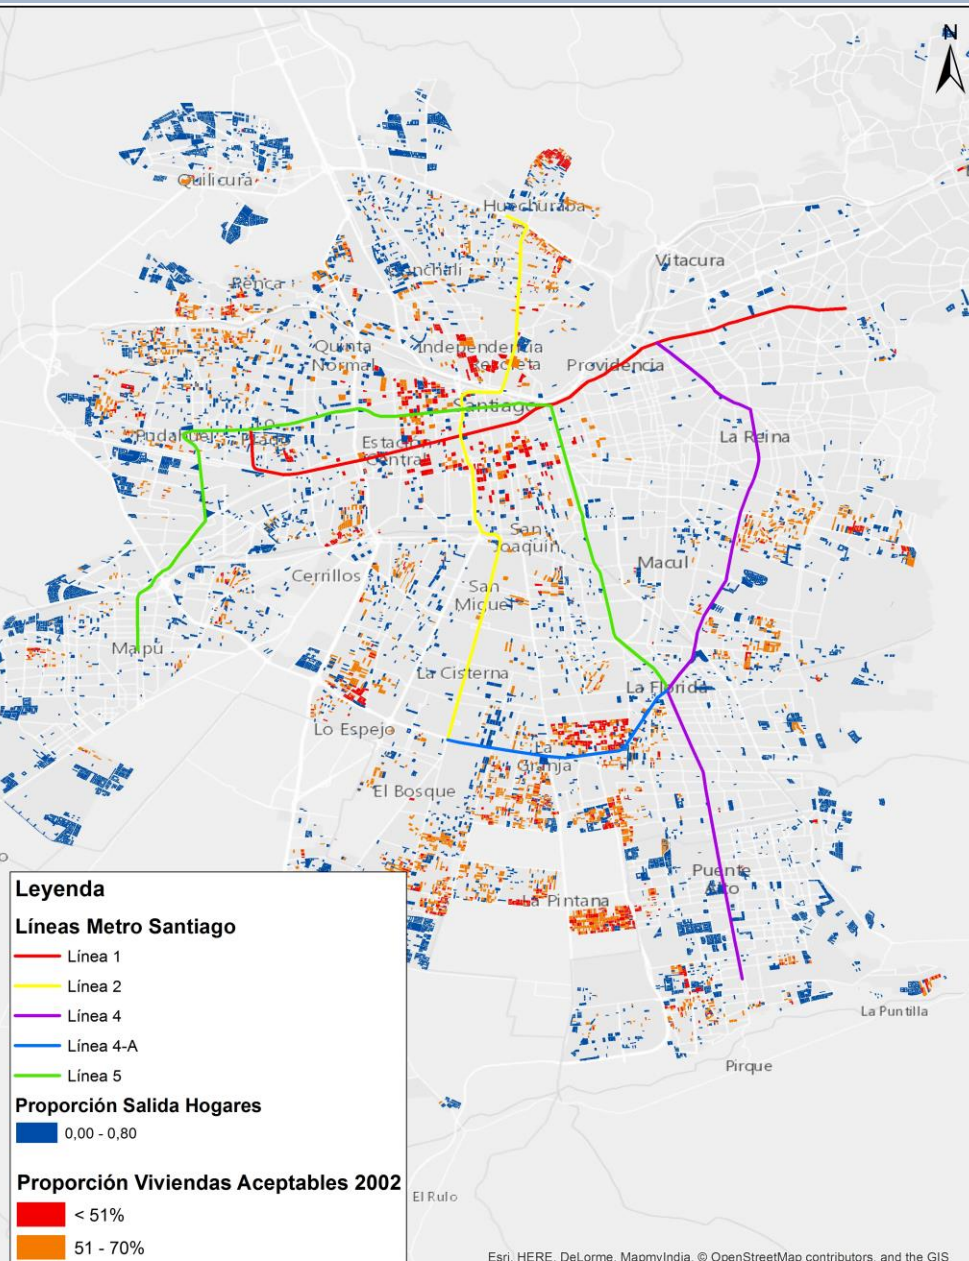 N
Quilicura
Huechuraba
Vitacura
Renca
Conchalí
Quinta
Normal
Independencia
Recoleta
Providencia
Santiago
Pudahuel
Lo
Prado
Estación
Central
La Reina
San
Joaquín
Macul
Cerrillos
San
Miguel
Maipú
La Cisterna
La Florida
Lo Espejo
La
Granja
El Bosque
Puente
Alto
La Pintana
La Puntilla
Pirque
El Rulo
Leyenda
Líneas Metro Santiago
Línea 1
Línea 2
Línea 4
Línea 4-A
Línea 5
Proporción Salida Hogares
0,00 - 0,80
Proporción Viviendas Aceptables 2002
< 51%
51 - 70%
Esri, HERE, DeLorme, MapmyIndia, © OpenStreetMap contributors, and the GIS